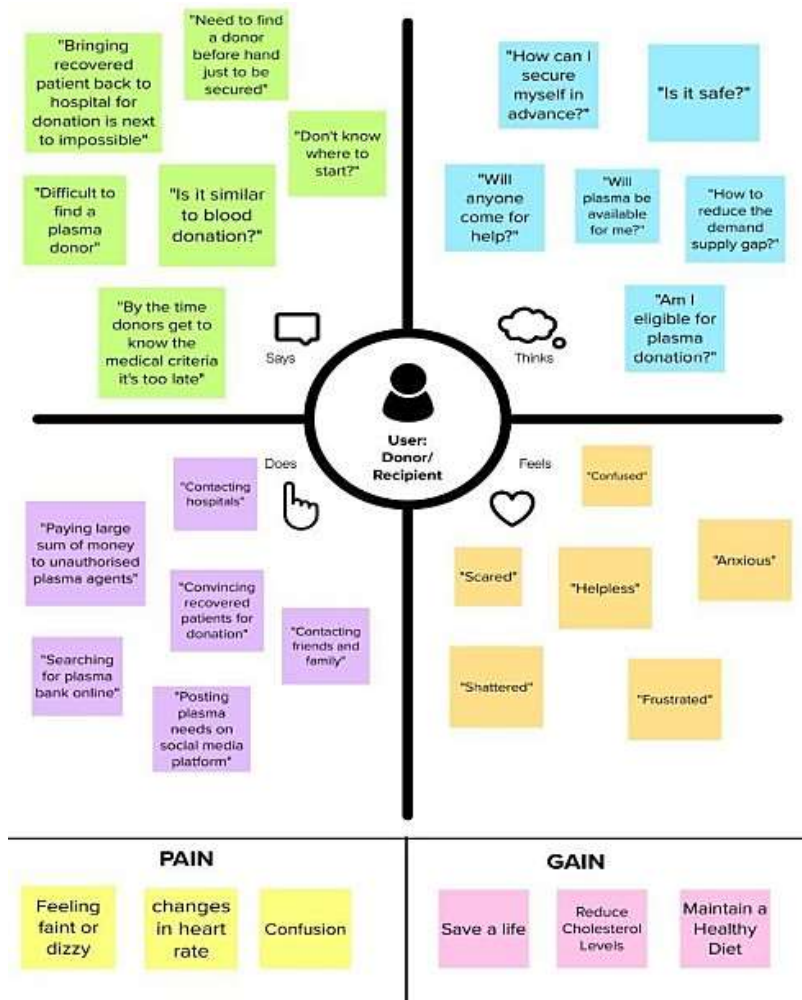 "Bringing
recovered
patient back to
hospital for
donation is next
to impossible"
"Need to find
a donor
before hand
just to be
secured"
"Don't know
where to
start?"
"Difficult to
find a
plasma
donor"
"Is it similar
to blood
donation?"
"By the time
donors get to
know the
medical criteria
it's too late"
Says
"How can I
secure
myself in
advance?"
"Is it safe?"
"Will
anyone
come for
help?"
"Will
plasma be
available
for me?"
"How to
reduce the
demand
supply gap?"
"Am I
eligible for
plasma
donation?"
Thinks
User:
Donor/
Recipient
Does
"Contacting
hospitals"
"Paying large
sum of money
to unauthorised
plasma agents"
"Convincing
recovered
patients for
donation"
"Contacting
friends and
family"
"Searching
for plasma
bank online"
"Posting
plasma
needs on
social media
platform"
Feels
"Confused"
"Scared"
"Helpless"
"Anxious"
"Shattered"
"Frustrated"
PAIN
Feeling
faint or
dizzy
changes
in heart
rate
Confusion
GAIN
Save a life
Reduce
Cholesterol
Levels
Maintain a
Healthy
Diet